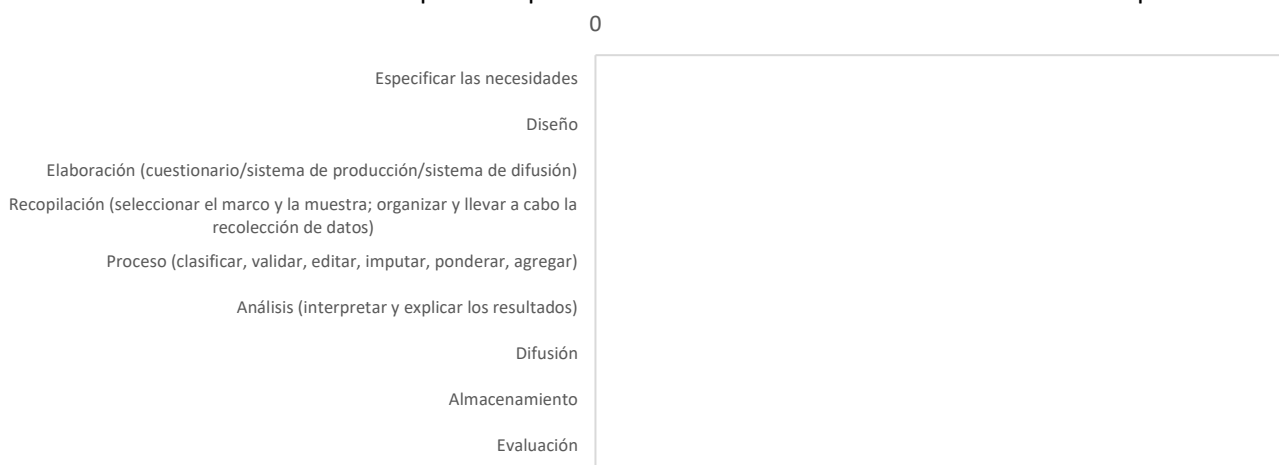 0
Especificar las necesidades
Diseño
Elaboración (cuestionario/sistema de producción/sistema de difusión)
Recopilación (seleccionar el marco y la muestra; organizar y llevar a cabo la
recolección de datos)
Proceso (clasificar, validar, editar, imputar, ponderar, agregar)
Análisis (interpretar y explicar los resultados)
Difusión
Almacenamiento
Evaluación